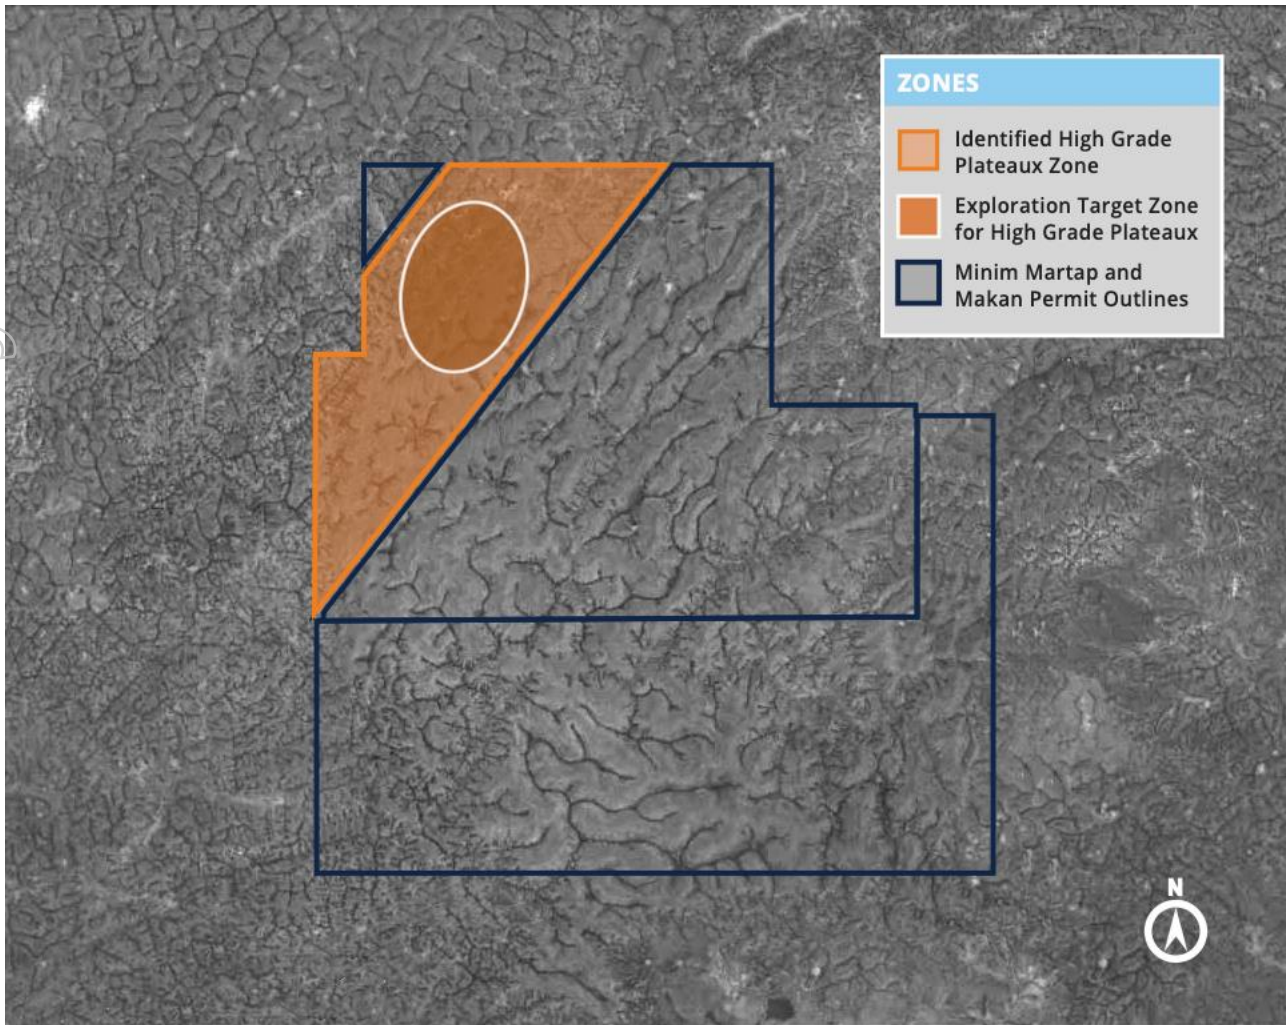 ZONES
Identified High Grade
Plateaux Zone
Exploration Target Zone
for High Grade Plateaux
Minim Martap and
Makan Permit Outlines
N